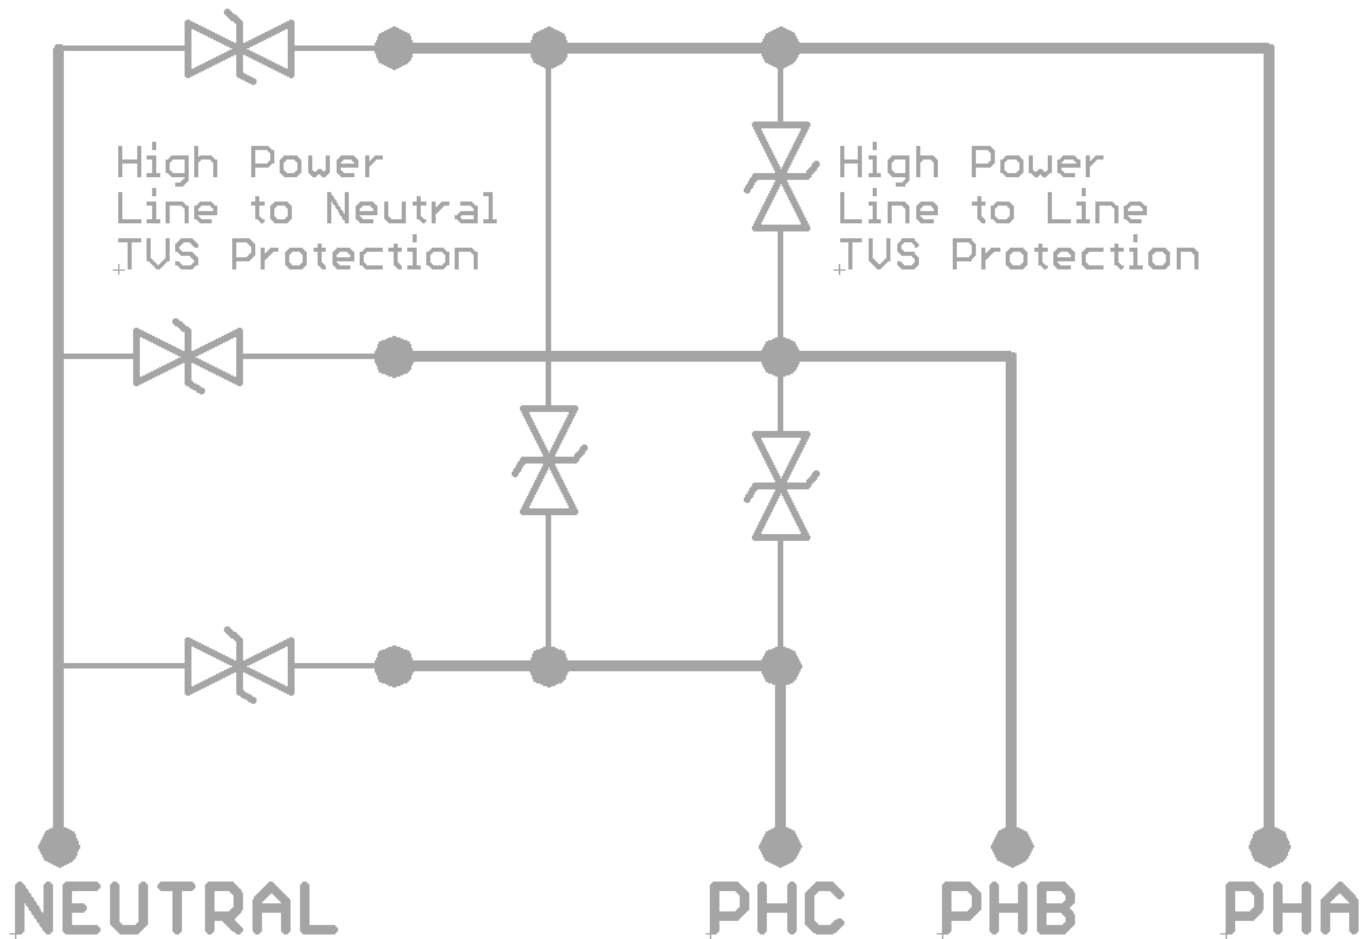 High Power
Line to Neutral
TVS Protection
High Power
Line to Line
TVS Protection
NEUTRAL
PHC
PHB
PHA